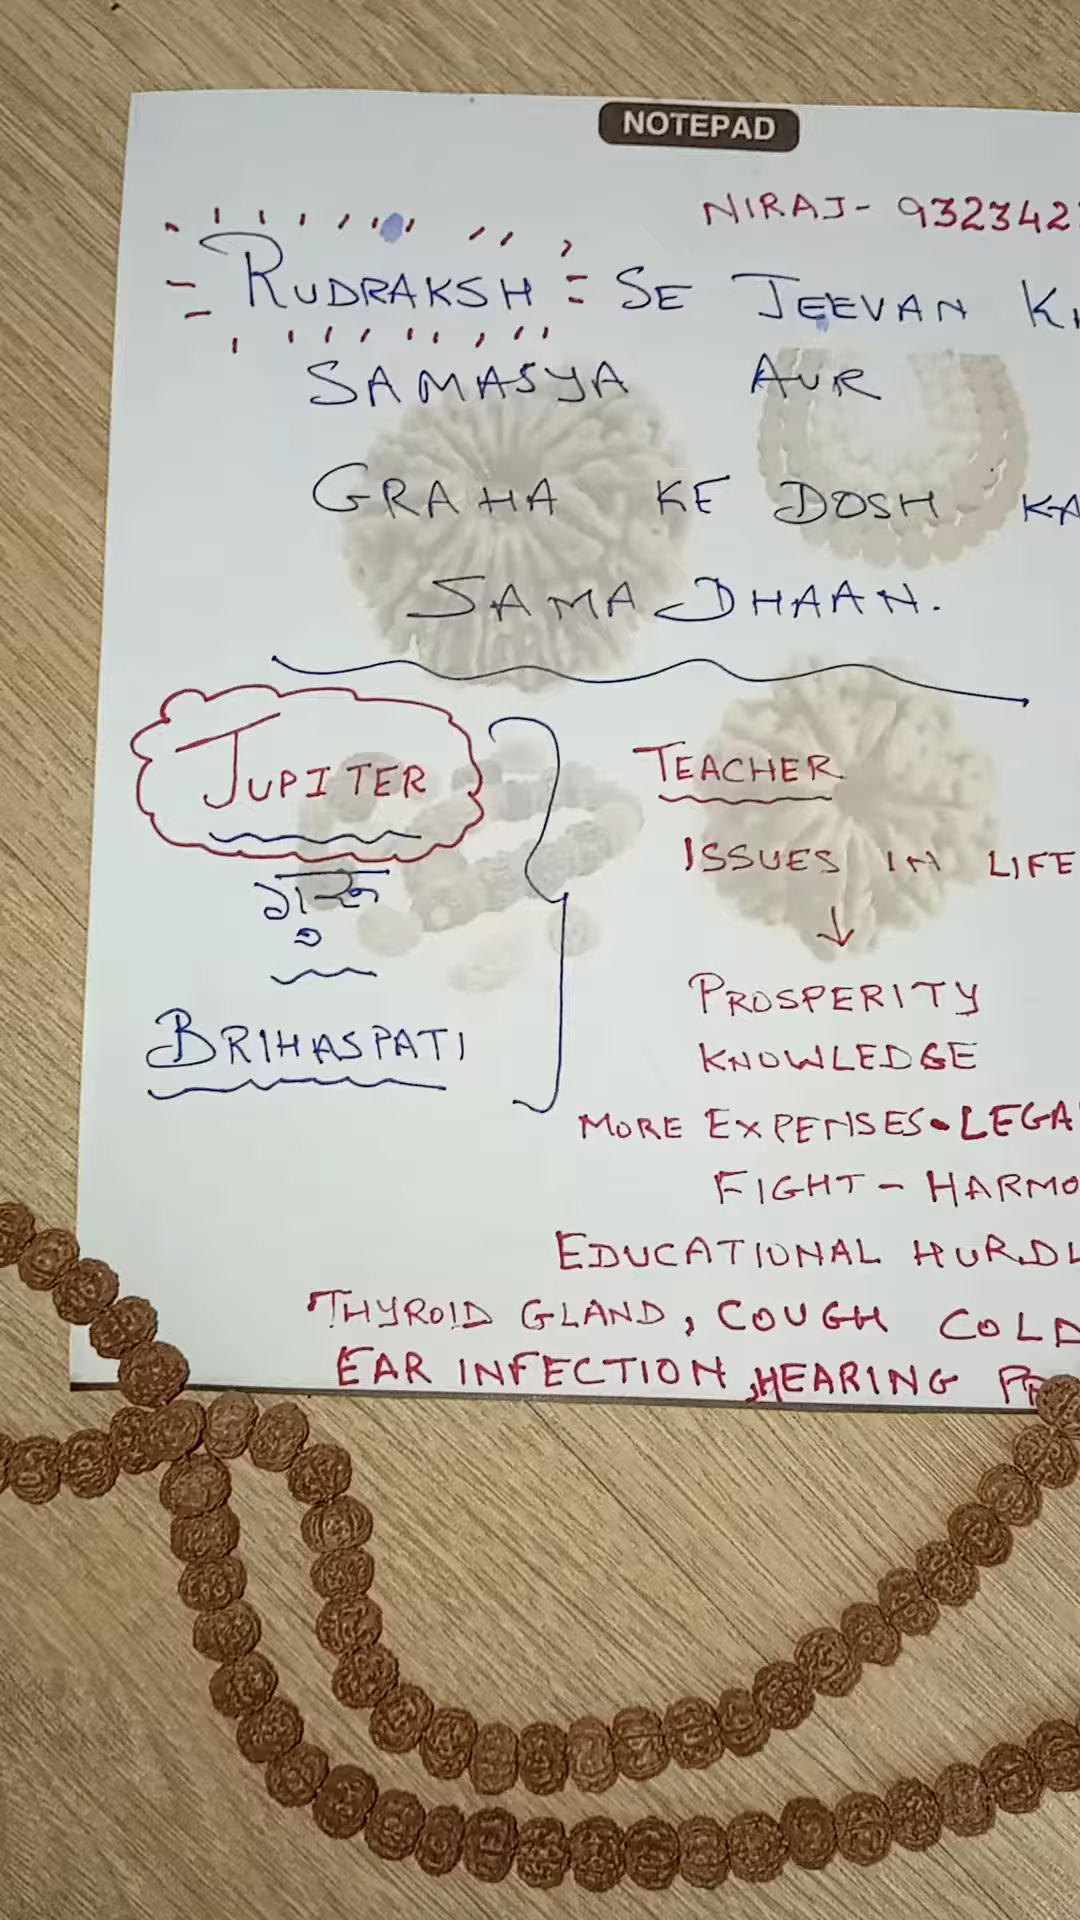 NOTEPAD
NIRAJ- 932342
RUDRAKSH SE JEEVAN
SAMASYA AUR
GRAHA KE DOSH KA
SAMADHAAN.
JUPITER
TEACHER
ISSUES IN LIFE
गुरु
PROSPERITY
BRIHASPATI
KNOWLEDGE
MORE EXPENSES. LEGA
FIGHT - HARMO
EDUCATIONAL HURDL
THYROID GLAND, COUGH COLD
EAR INFECTION, HEARING